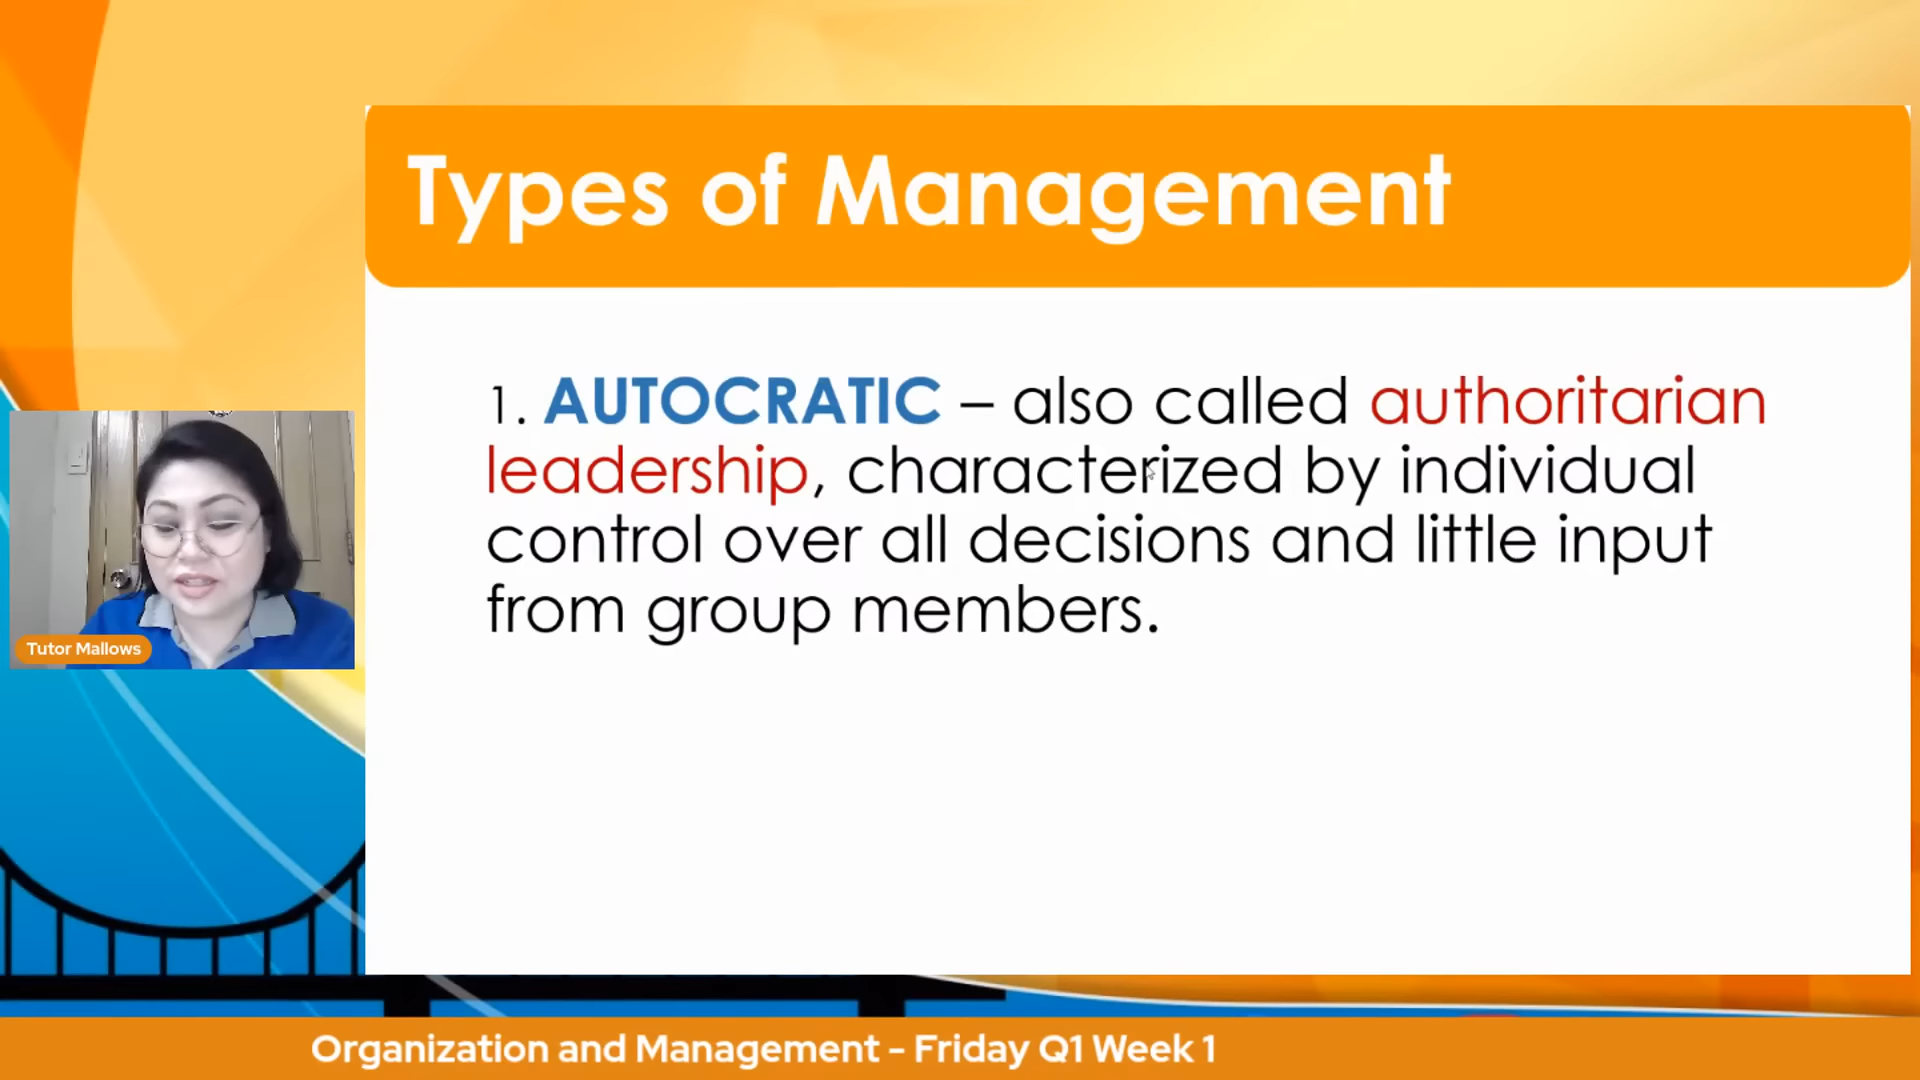 Types of Management
1. AUTOCRATIC – also called authoritarian
leadership, characterized by individual
control over all decisions and little input
from group members.
Tutor Mallows
Organization and Management - Friday Q1 Week 1